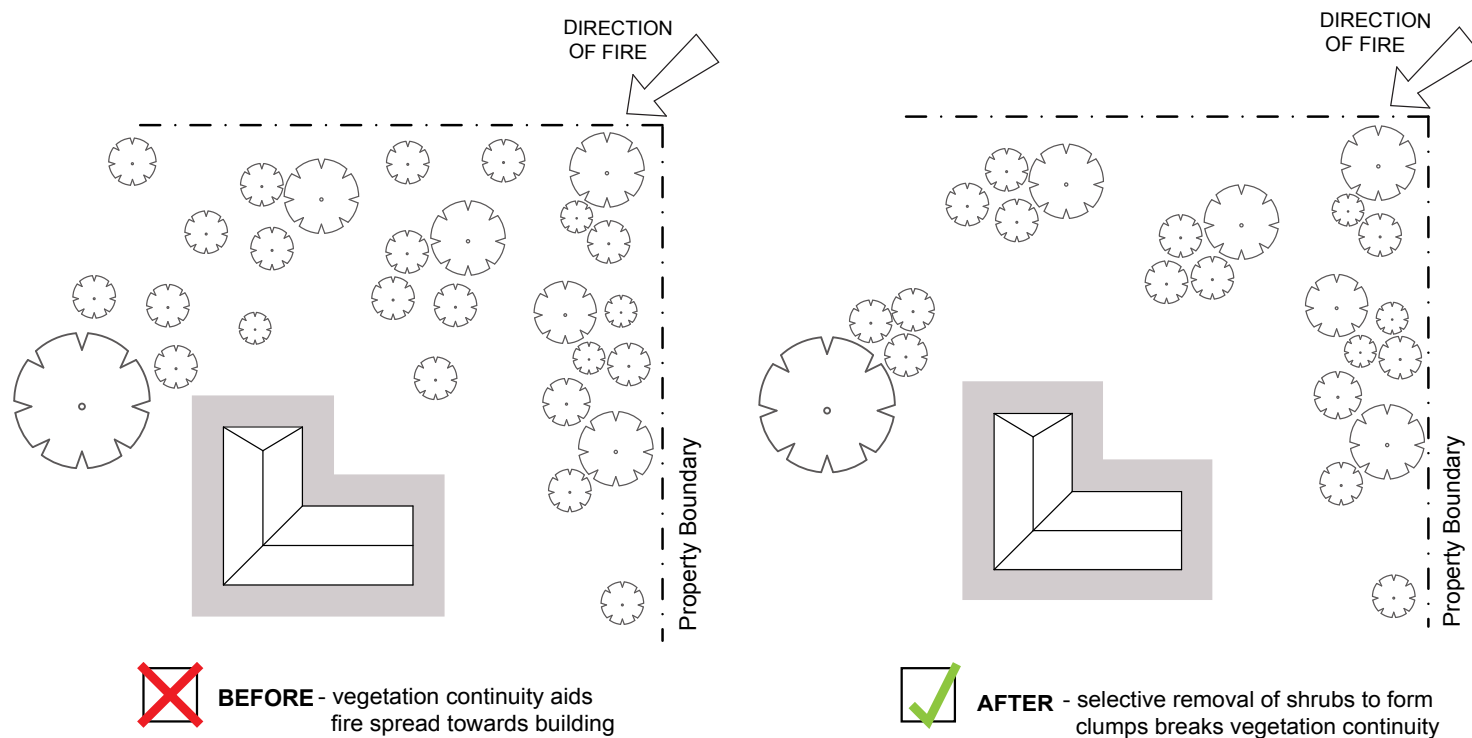 DIRECTION
OF FIRE
Property Boundary
BEFORE - vegetation continuity aids
fire spread towards building
DIRECTION
OF FIRE
Property Boundary
AFTER - selective removal of shrubs to form
clumps breaks vegetation continuity